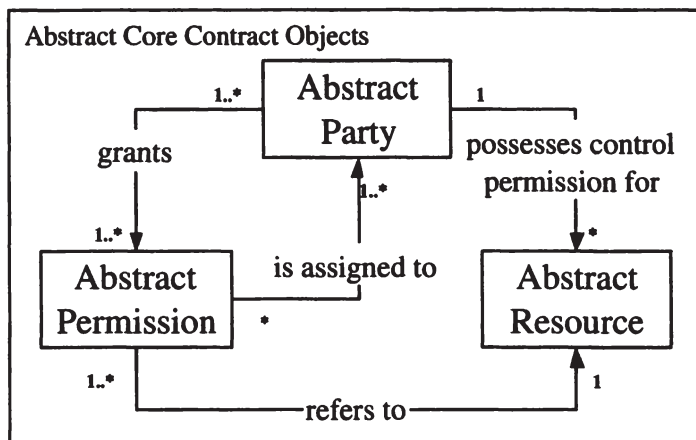 Abstract Core Contract Objects
Abstract
Party
1..*
1
grants
possesses control
permission for
1..*
1..*
*
Abstract
Permission
is assigned to
*
Abstract
Resource
1..*
1
refers to